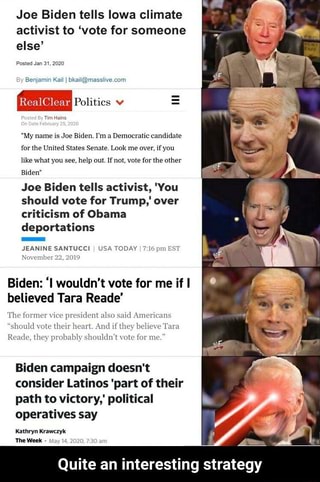 Joe Biden tells Iowa climate
activist to 'vote for someone
else'
Posted Jan 31, 2020
By Benjamin Kail | bkail@masslive.com
RealClear Politics
Posted By Tim Hains
On Date February 25, 2020
"My name is Joe Biden. I'm a Democratic candidate
for the United States Senate. Look me over, if you
like what you see, help out. If not, vote for the other
Biden"
Joe Biden tells activist, 'You
should vote for Trump,' over
criticism of Obama
deportations
JEANINE SANTUCCI | USA TODAY | 7:16 pm EST
November 22, 2019
Biden: 'I wouldn't vote for me if I
believed Tara Reade'
The former vice president also said Americans
"should vote their heart. And if they believe Tara
Reade, they probably shouldn't vote for me."
Biden campaign doesn't
consider Latinos 'part of their
path to victory,' political
operatives say
Kathryn Krawczyk
The Week • May 14, 2020, 7:30 am
Quite an interesting strategy